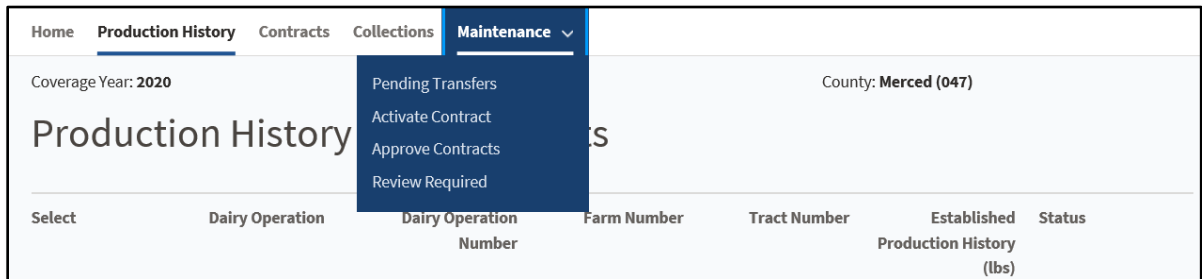 Home Production History Contracts Collections Maintenance
Pending Transfers
Activate Contract
Approve Contracts
Review Required
Coverage Year: 2020 County: Merced (047)
Production History
Select Dairy Operation Dairy Operation Number Farm Number Tract Number Established Production History (lbs) Status